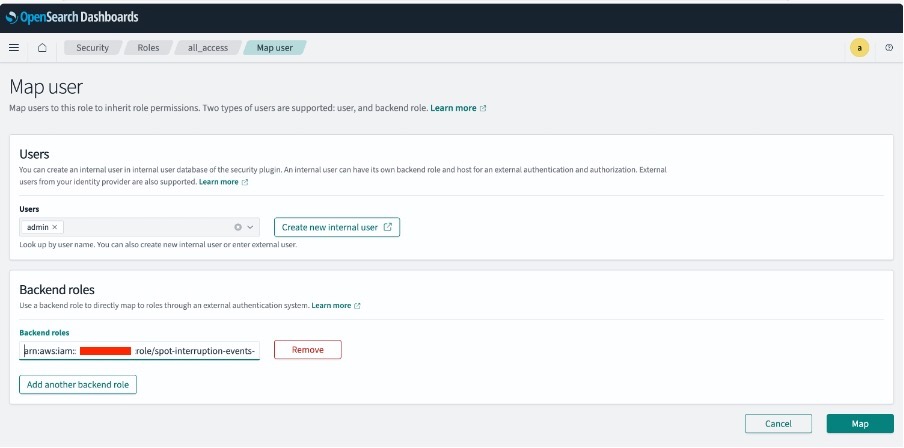 OpenSearch Dashboards
Security Roles all_access Map user a
Map user
Map users to this role to inherit role permissions. Two types of users are supported: user, and backend role. Learn more
Users
You can create an internal user in internal user database of the security plugin. An internal user can have its own backend role and host for an external authentication and authorization. External
users from your identity provider are also supported. Learn more
Users
admin × Create new internal user
Look up by user name. You can also create new internal user or enter external user.
Backend roles
Use a backend role to directly map to roles through an external authentication system. Learn more
Backend roles
arn:aws:iam:: :role/spot-interruption-events- Remove
Add another backend role
Cancel Map